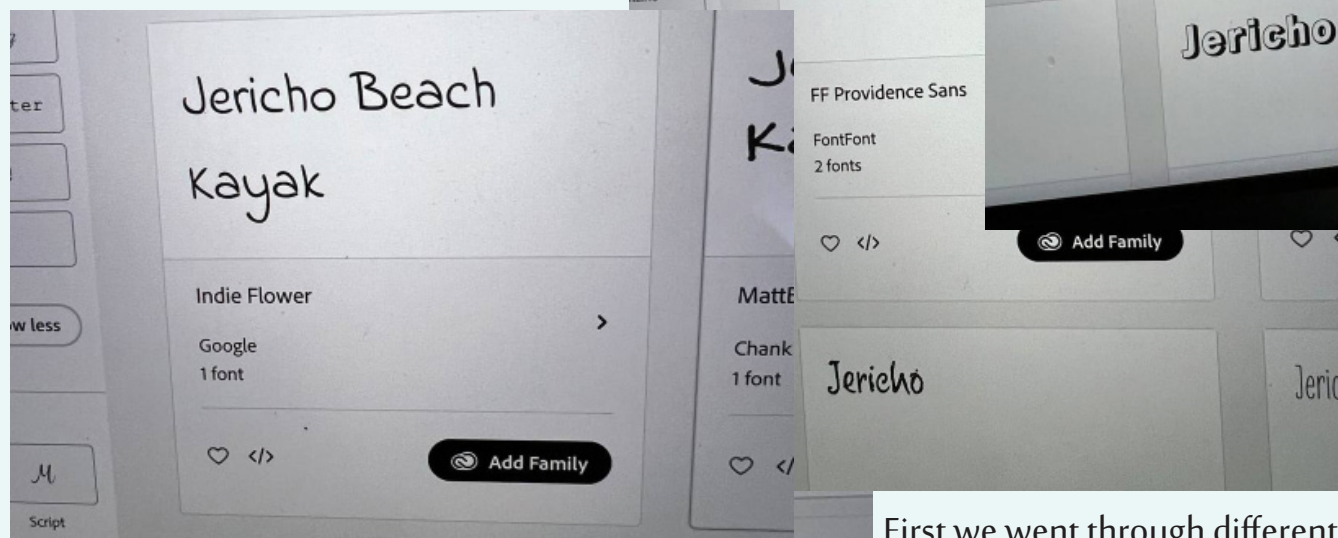 ter
w less
M
Script
Jericho Beach
Kayak
Indie Flower
Google
1 font
</> Add Family
Chank
1 font
FF Providence Sans
FontFont
2 fonts
</> Add Family
Jericho
Jericho
First we went through different